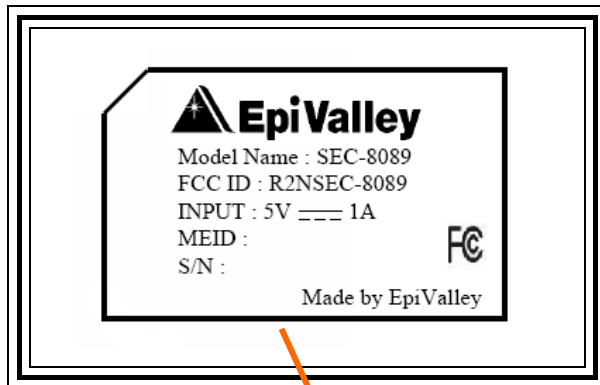 EpiValley
Model Name : SEC-8089
FCC ID : R2NSEC-8089
INPUT : 5V ⎓ 1A
MEID :
FC
S/N :
Made by EpiValley